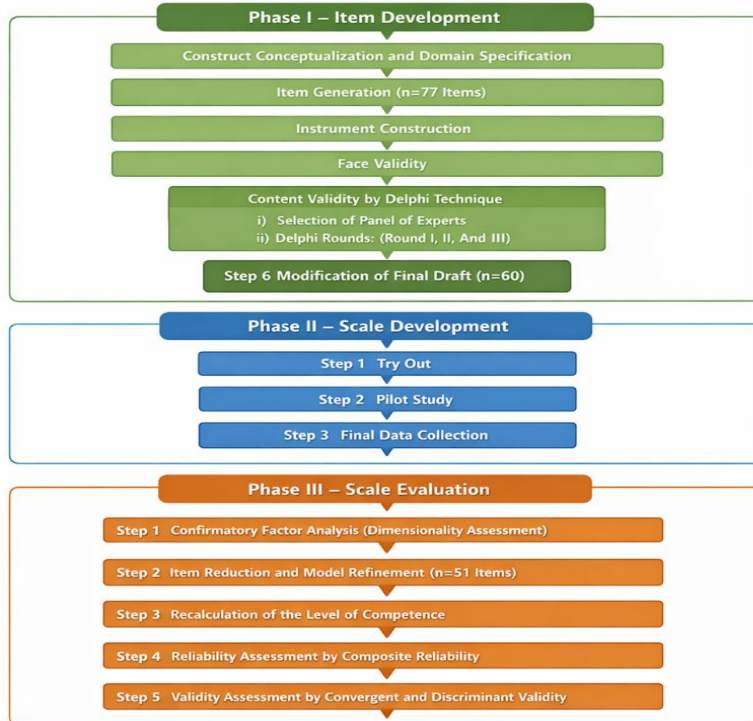 Phase I – Item Development
Construct Conceptualization and Domain Specification
Item Generation (n=77 Items)
Instrument Construction
Face Validity
Content Validity by Delphi Technique
i) Selection of Panel of Experts
ii) Delphi Rounds: (Round I, II, And III)
Step 6 Modification of Final Draft (n=60)
Phase II – Scale Development
Step 1 Try Out
Step 2 Pilot Study
Step 3 Final Data Collection
Phase III – Scale Evaluation
Step 1 Confirmatory Factor Analysis (Dimensionality Assessment)
Step 2 Item Reduction and Model Refinement (n=51 Items)
Step 3 Recalculation of the Level of Competence
Step 4 Reliability Assessment by Composite Reliability
Step 5 Validity Assessment by Convergent and Discriminant Validity